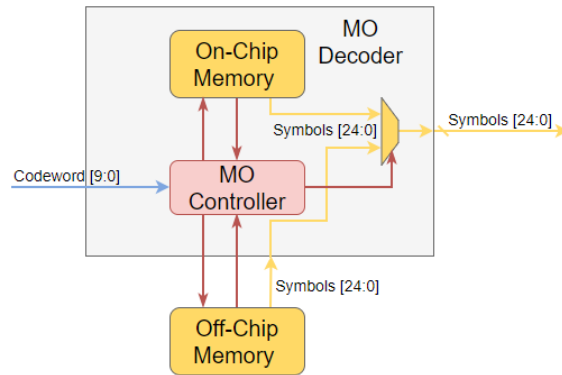 On-Chip
Memory
MO
Decoder
Symbols [24:0]
Symbols [24:0]
Codeword [9:0]
MO
Controller
Symbols [24:0]
Off-Chip
Memory